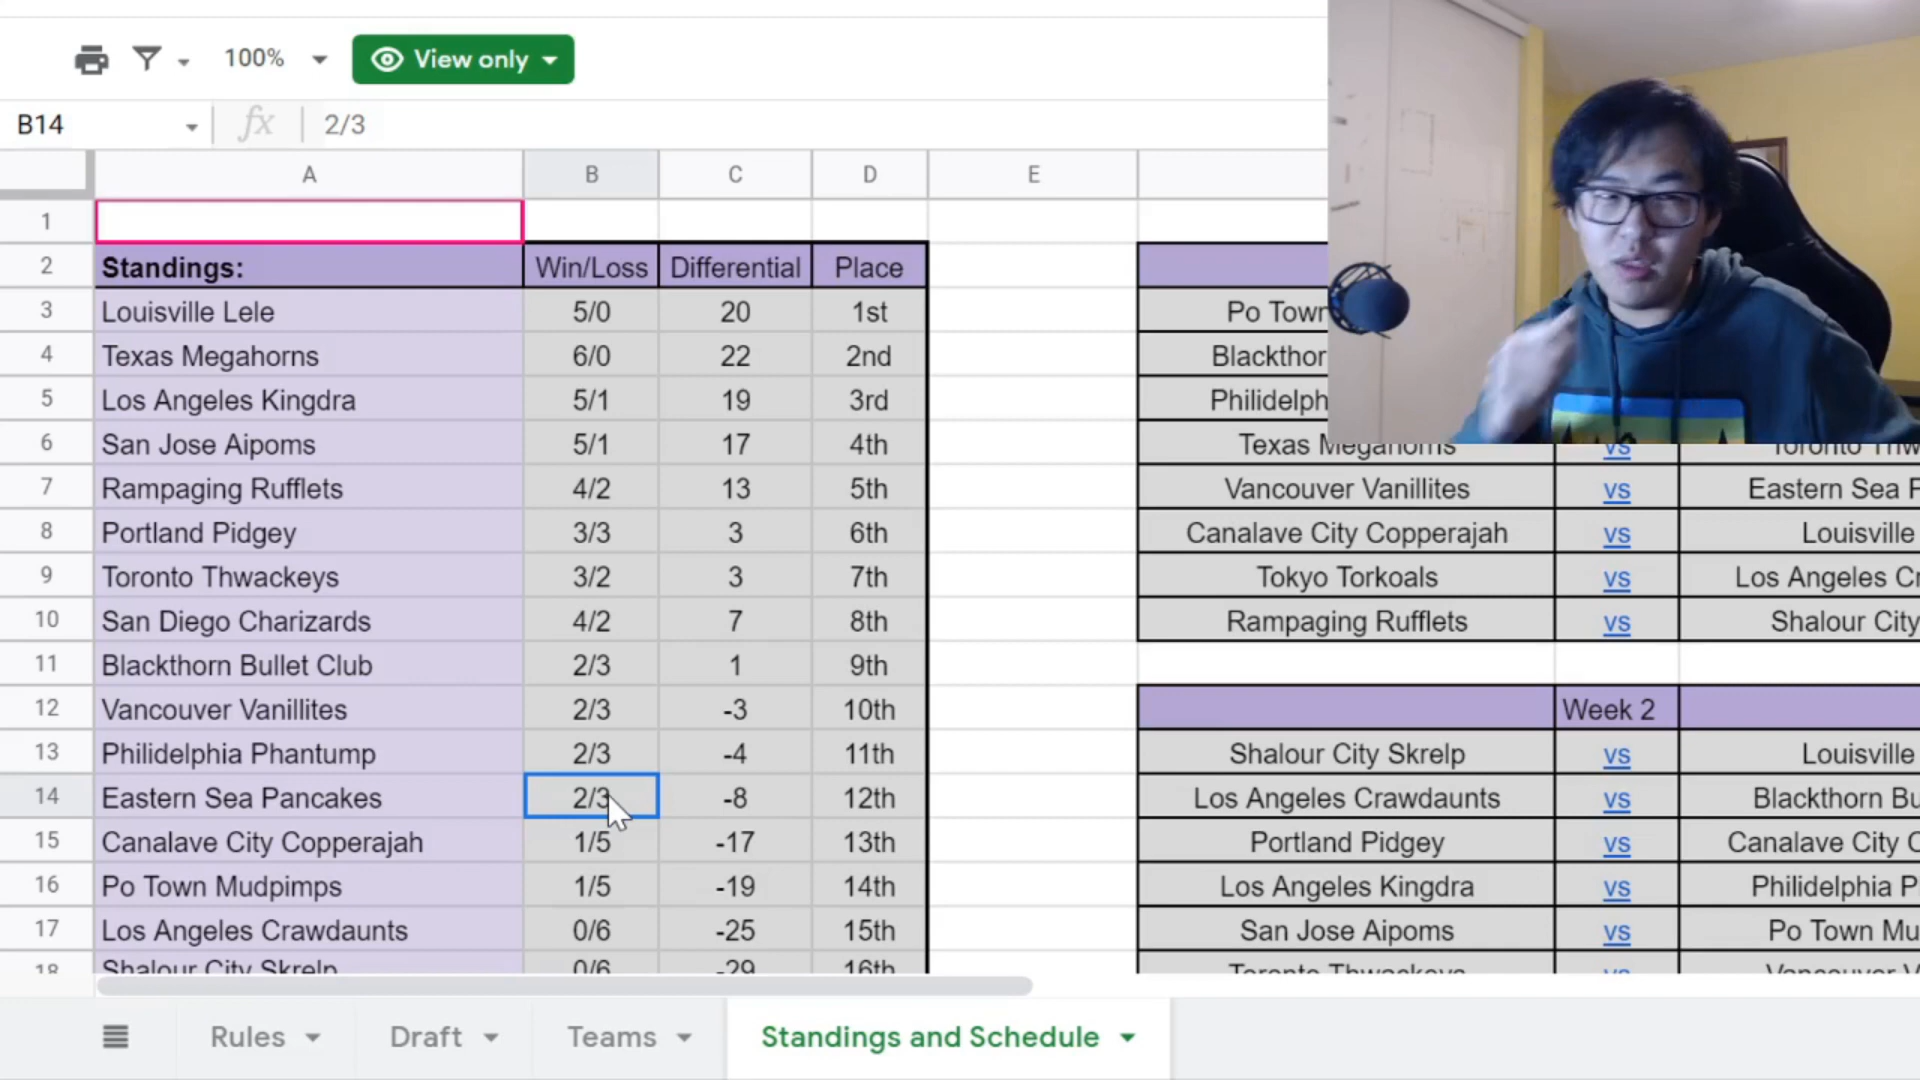 100% View only
B14 fx 2/3
A B C D E
1
2 Standings: Win/Loss Differential Place
3 Louisville Lele 5/0 20 1st Po Town
4 Texas Megahorns 6/0 22 2nd
5 Los Angeles Kingdra 5/1 19 3rd
6 San Jose Aipoms 5/1 17 4th Texas Megahorns vs Toronto
7 Rampaging Rufflets 4/2 13 5th Vancouver Vanillites vs Eastern Sea
8 Portland Pidgey 3/3 3 6th Canalave City Copperajah vs Louisville
9 Toronto Thwackeys 3/2 3 7th Tokyo Torkoals vs Los Angeles
10 San Diego Charizards 4/2 7 8th Rampaging Rufflets vs Shalour City
11 Blackthorn Bullet Club 2/3 1 9th
12 Vancouver Vanillites 2/3 -3 10th Week 2
13 Philidelphia Phantump 2/3 -4 11th Shalour City Skrelp vs Louisville
14 Eastern Sea Pancakes 2/3 -8 12th Los Angeles Crawdaunts vs Blackthorn
15 Canalave City Copperajah 1/5 -17 13th Portland Pidgey vs Canalave City
16 Po Town Mudpimps 1/5 -19 14th Los Angeles Kingdra vs Philidelphia
17 Los Angeles Crawdaunts 0/6 -25 15th San Jose Aipoms vs Po Town
18 Shalour City Skrelp 0/6 -29 16th Toronto Thwackeys vs
Rules Draft Teams Standings and Schedule